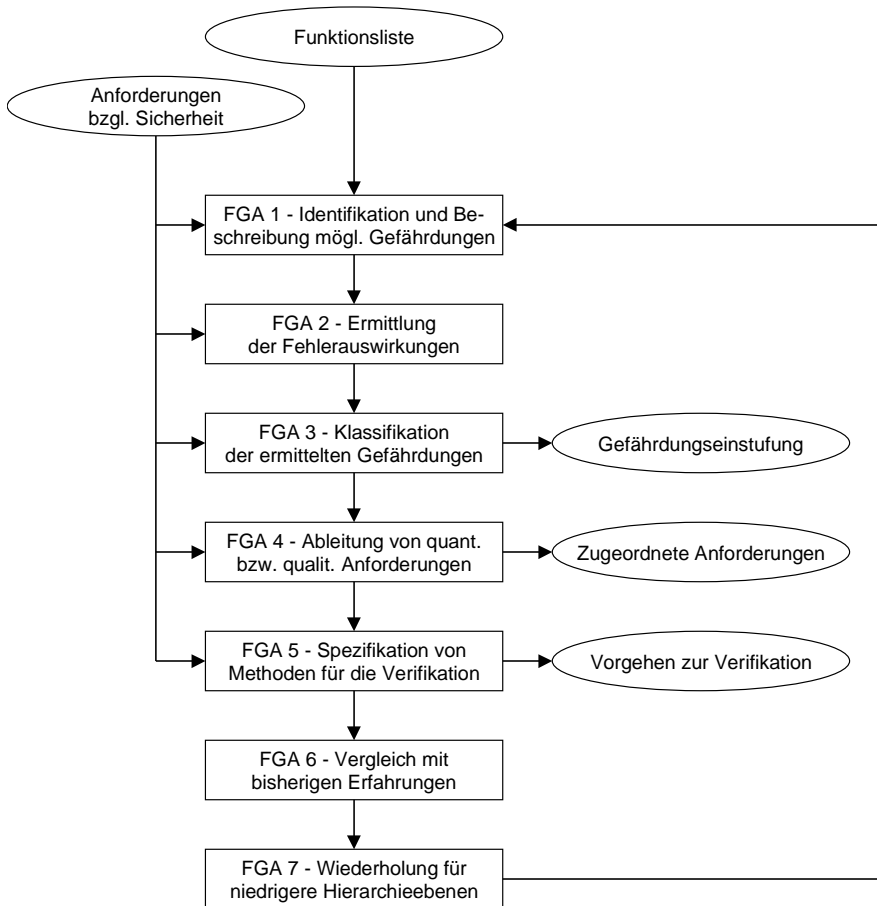 Funktionsliste
Anforderungen
bzgl. Sicherheit
FGA 1 - Identifikation und Be-
schreibung mögl. Gefährdungen
FGA 2 - Ermittlung
der Fehlerauswirkungen
FGA 3 - Klassifikation
der ermittelten Gefährdungen
Gefährdungseinstufung
FGA 4 - Ableitung von quant.
bzw. qualit. Anforderungen
Zugeordnete Anforderungen
FGA 5 - Spezifikation von
Methoden für die Verifikation
Vorgehen zur Verifikation
FGA 6 - Vergleich mit
bisherigen Erfahrungen
FGA 7 - Wiederholung für
niedrigere Hierarchieebenen